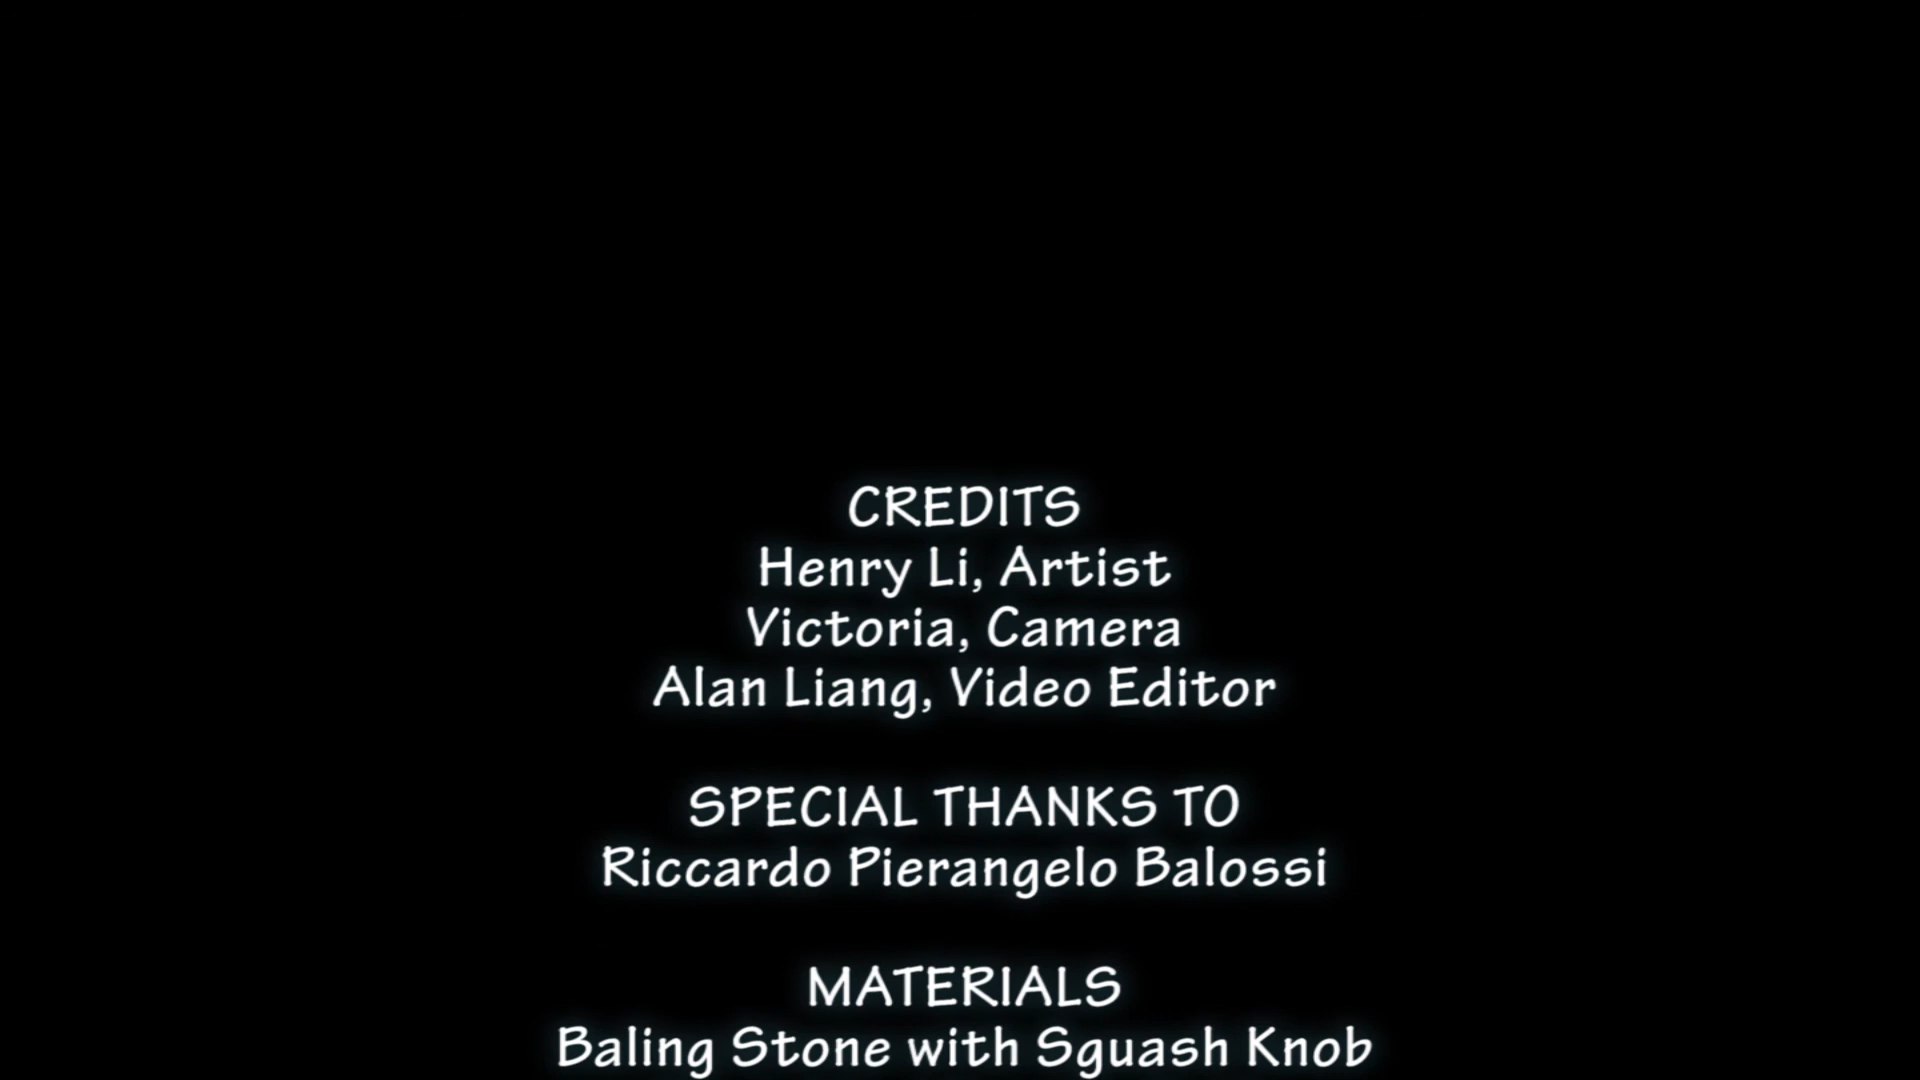 CREDITS
Henry Li, Artist
Victoria, Camera
Alan Liang, Video Editor
SPECIAL THANKS TO
Riccardo Pierangelo Balossi
MATERIALS
Baling Stone with Sguash Knob